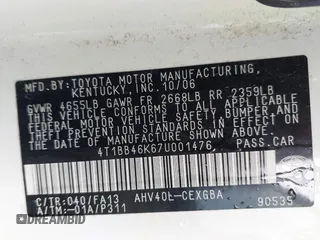 MFD.BY:TOYOTA MOTOR MANUFACTURING,
KENTUCKY,INC.10/06
GVWR 4655LB GAWR FR 2668LB RR 2359LB
THIS VEHICLE CONFORMS TO ALL APPLICABLE
FEDERAL MOTOR VEHICLE SAFETY, BUMPER, AND
THEFT PREVENTION STANDARDS IN EFFECT ON
THE DATE OF MANUFACTURE SHOWN ABOVE.
4T1BB46K67U001476 PASS.CAR
C/TR:040/FA13 AHV40L-CEXGBA
A/TM:-01A/P311 90535
DRIVEAUCTION